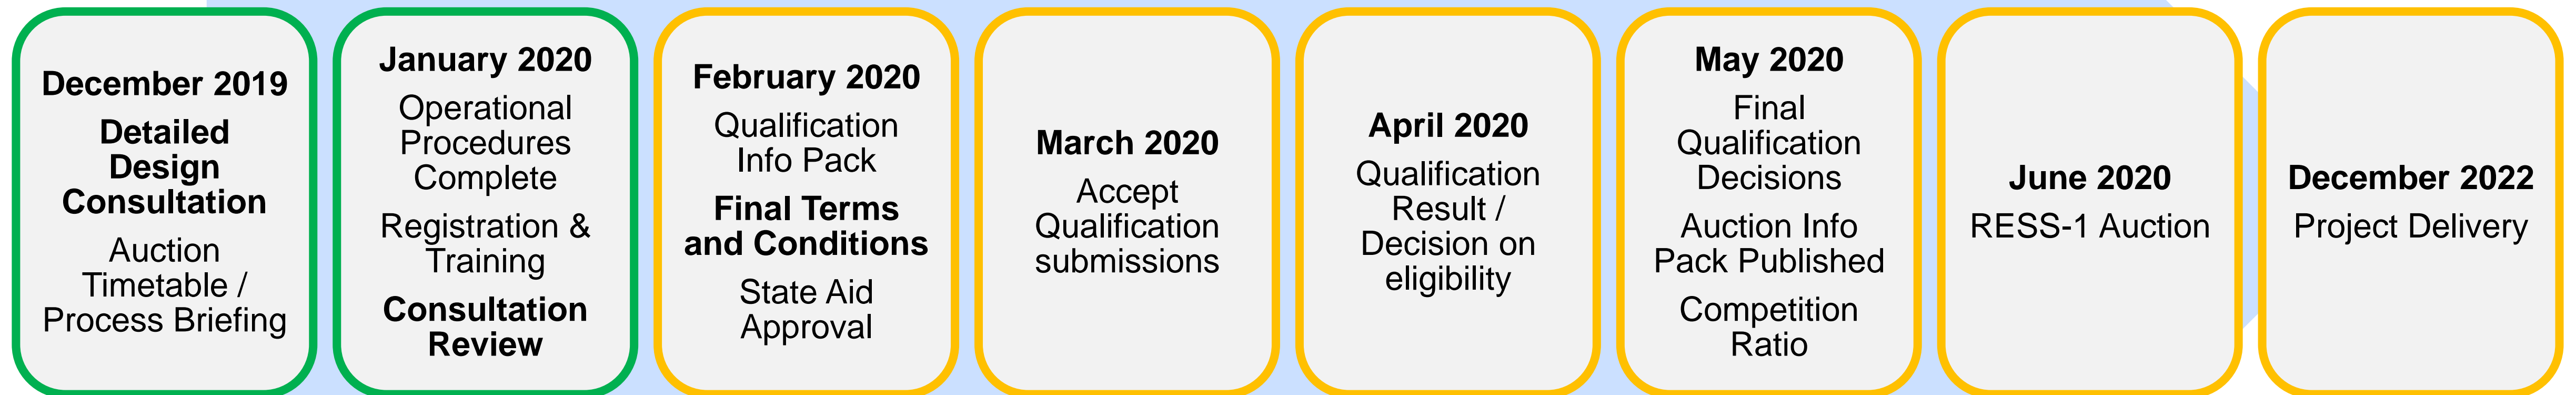 December 2019
Detailed
Design
Consultation
Auction
Timetable /
Process Briefing
January 2020
Operational
Procedures
Complete
Registration &
Training
Consultation
Review
February 2020
Qualification
Info Pack
Final Terms
and Conditions
State Aid
Approval
March 2020
Accept
Qualification
submissions
April 2020
Qualification
Result /
Decision on
eligibility
May 2020
Final
Qualification
Decisions
Auction Info
Pack Published
Competition
Ratio
June 2020
RESS-1 Auction
December 2022
Project Delivery